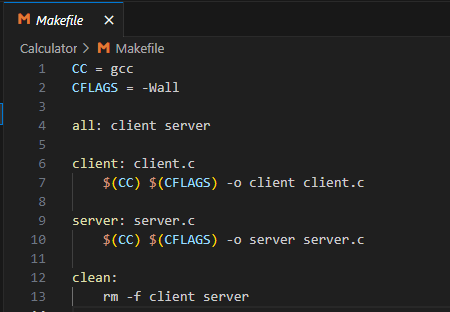 Makefile ×
Calculator > Makefile
1 CC = gcc
2 CFLAGS = -Wall
3
4 all: client server
5
6 client: client.c
7 $(CC) $(CFLAGS) -o client client.c
8
9 server: server.c
10 $(CC) $(CFLAGS) -o server server.c
11
12 clean:
13 rm -f client server